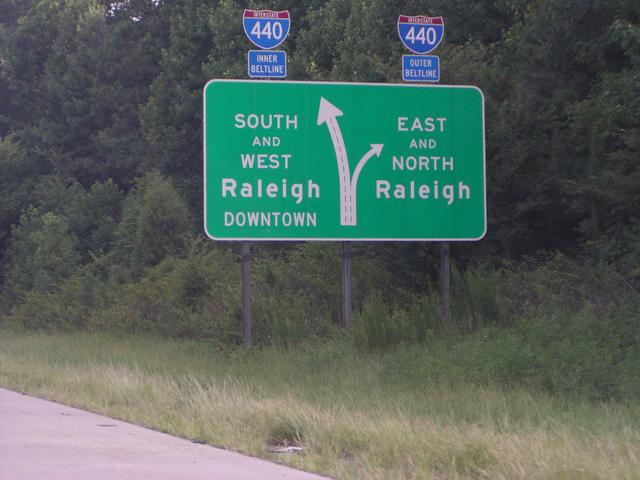 INTERSTATE
440
INNER
BELTLINE
INTERSTATE
440
OUTER
BELTLINE
SOUTH
AND
WEST
Raleigh
DOWNTOWN
EAST
AND
NORTH
Raleigh